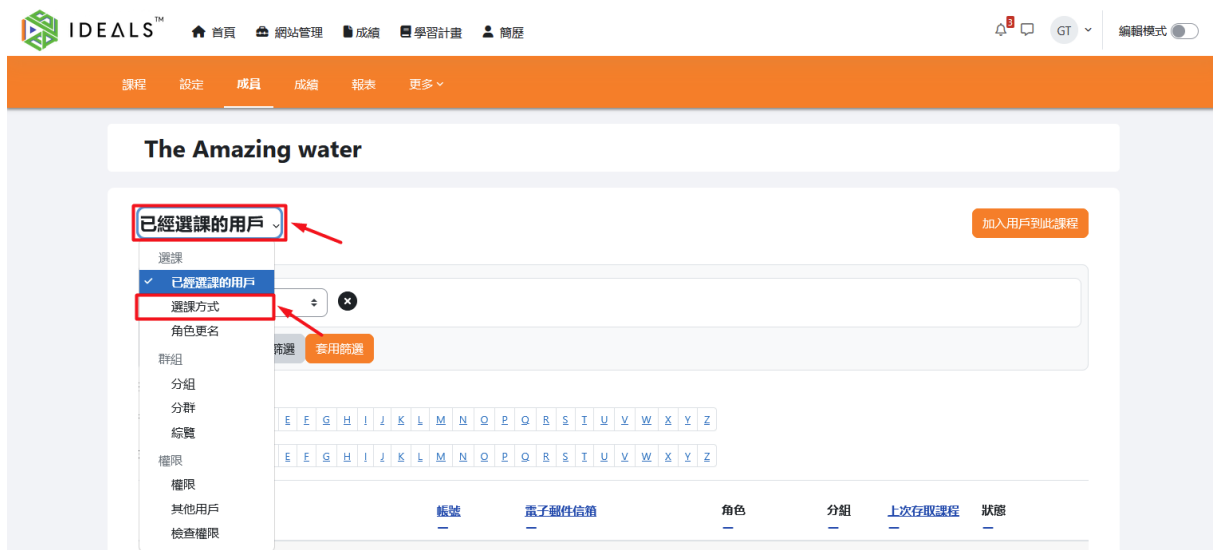 IDEALS™ 首頁 網站管理 成績 學習計畫 簡歷 3 GT 編輯模式
課程 設定 成員 成績 報表 更多
The Amazing water
已經選課的用戶 加入用戶到此課程
選課
已經選課的用戶
選課方式
角色更名
篩選 套用篩選
群組
分組
分群
E F G H I J K L M N O P Q R S T U V W X Y Z
綜覽
E F G H I J K L M N O P Q R S T U V W X Y Z
權限
權限
其他用戶 帳號 電子郵件信箱 角色 分組 上次存取課程 狀態
檢查權限